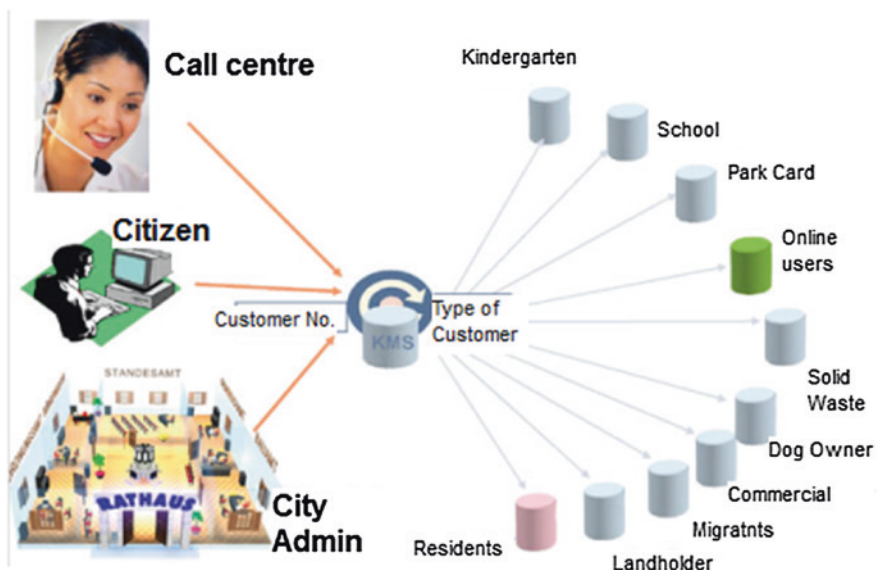 Call centre
Citizen
Customer No.
KMS
Type of
Customer
STANDESAMT
RATHAUS
City
Admin
Kindergarten
School
Park Card
Online
users
Solid
Waste
Dog Owner
Commercial
Migratnts
Landholder
Residents